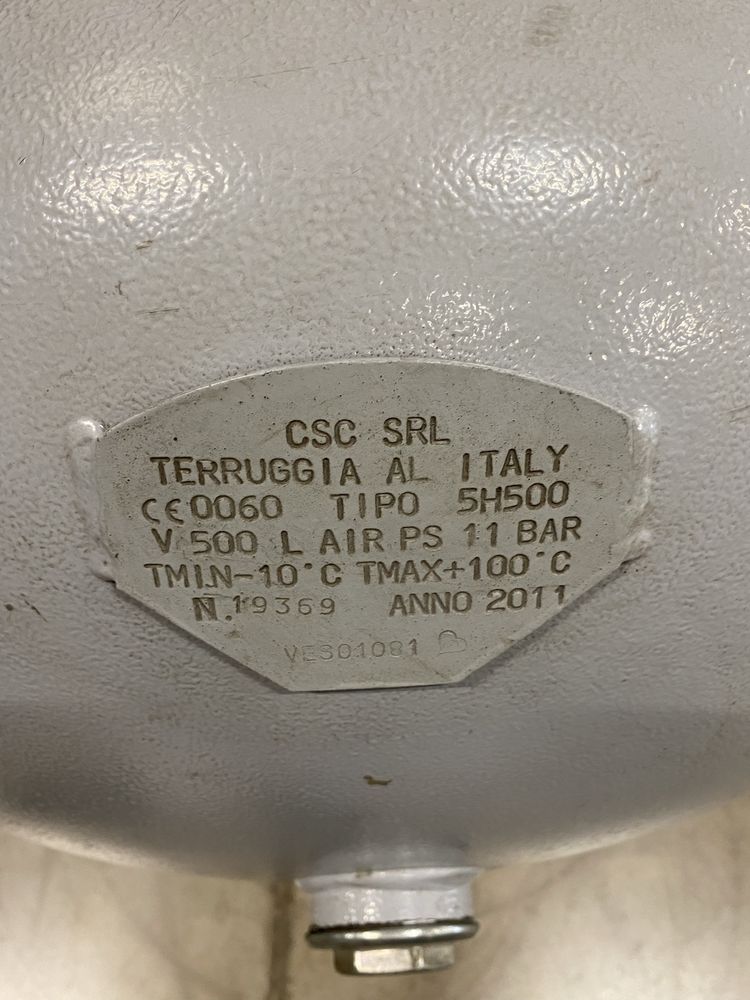 CSC SRL
TERRUGGIA AL ITALY
CE0060 TIPO 5H500
V 500 L AIR PS 11 BAR
TMIN-10°C TMAX+100°C
N.19369 ANNO 2011
VES01081